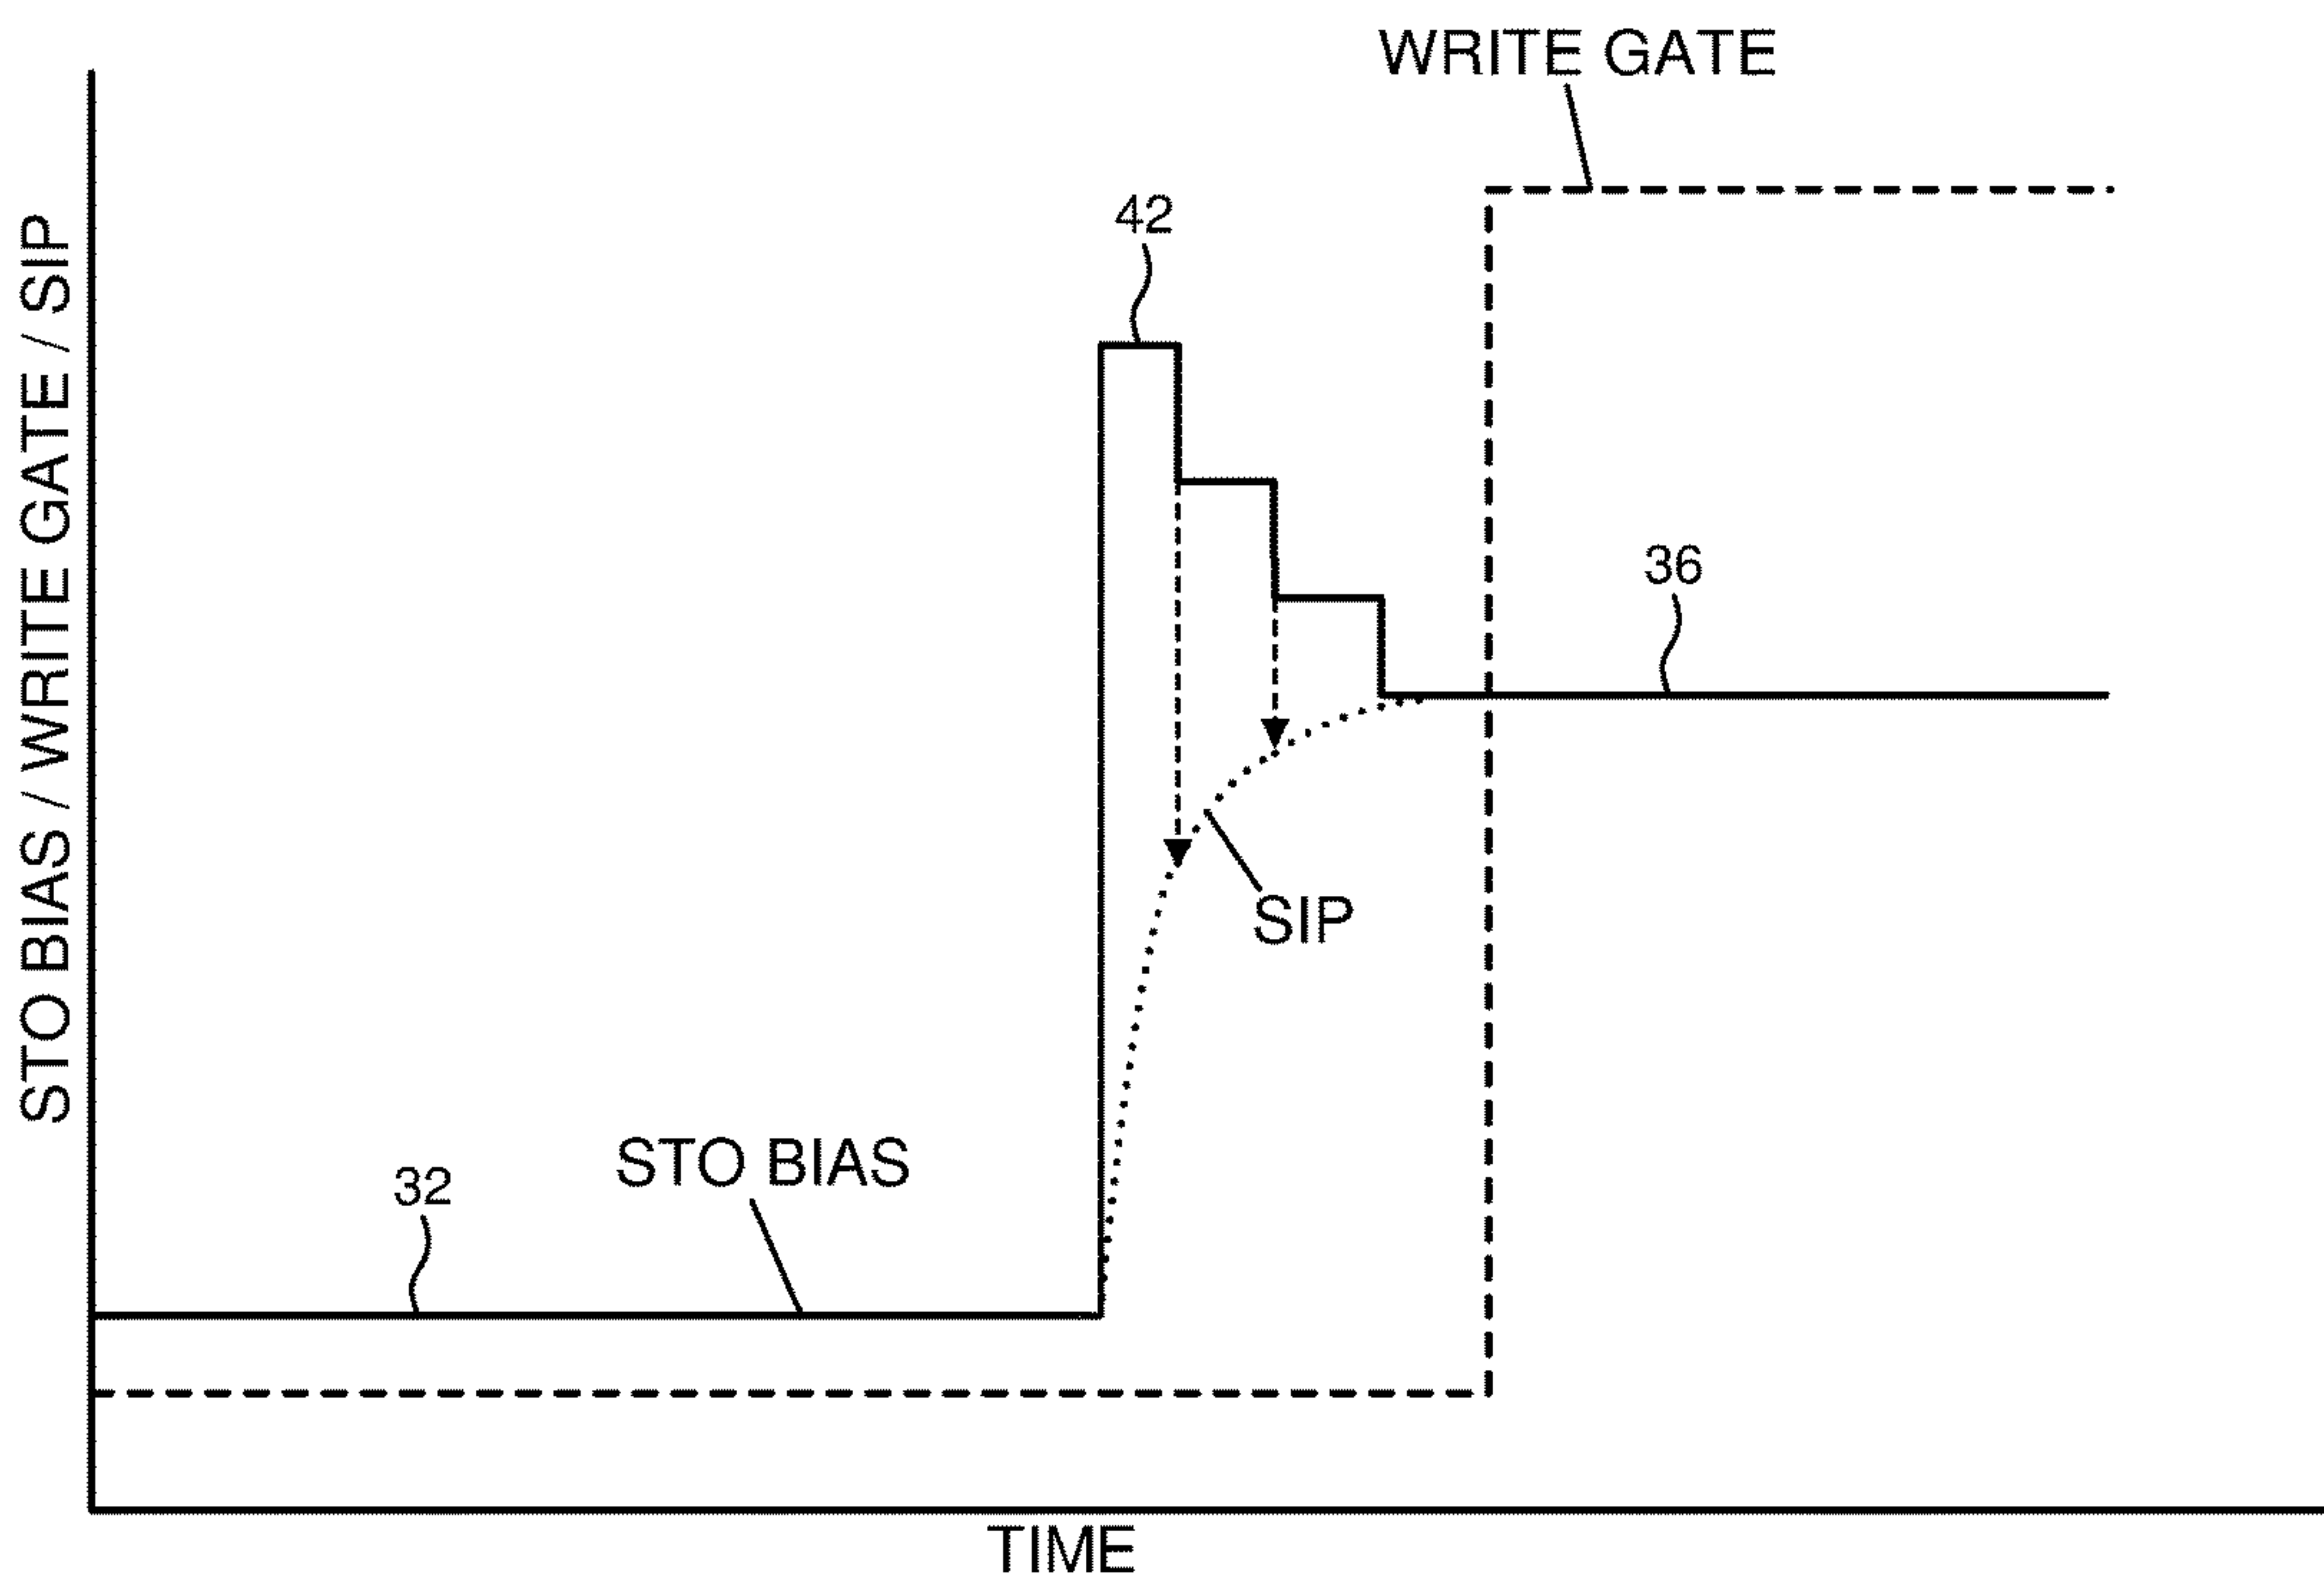 WRITE GATE
42
36
SIP
STO BIAS
32
STO BIAS / WRITE GATE / SIP
TIME